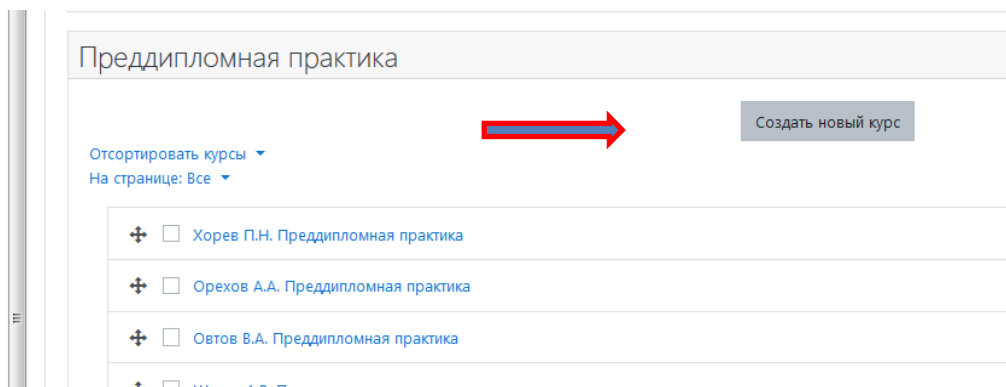 Преддипломная практика
Создать новый курс
Отсортировать курсы
На странице: Все
Хорев П.Н. Преддипломная практика
Орехов А.А. Преддипломная практика
Овтов В.А. Преддипломная практика